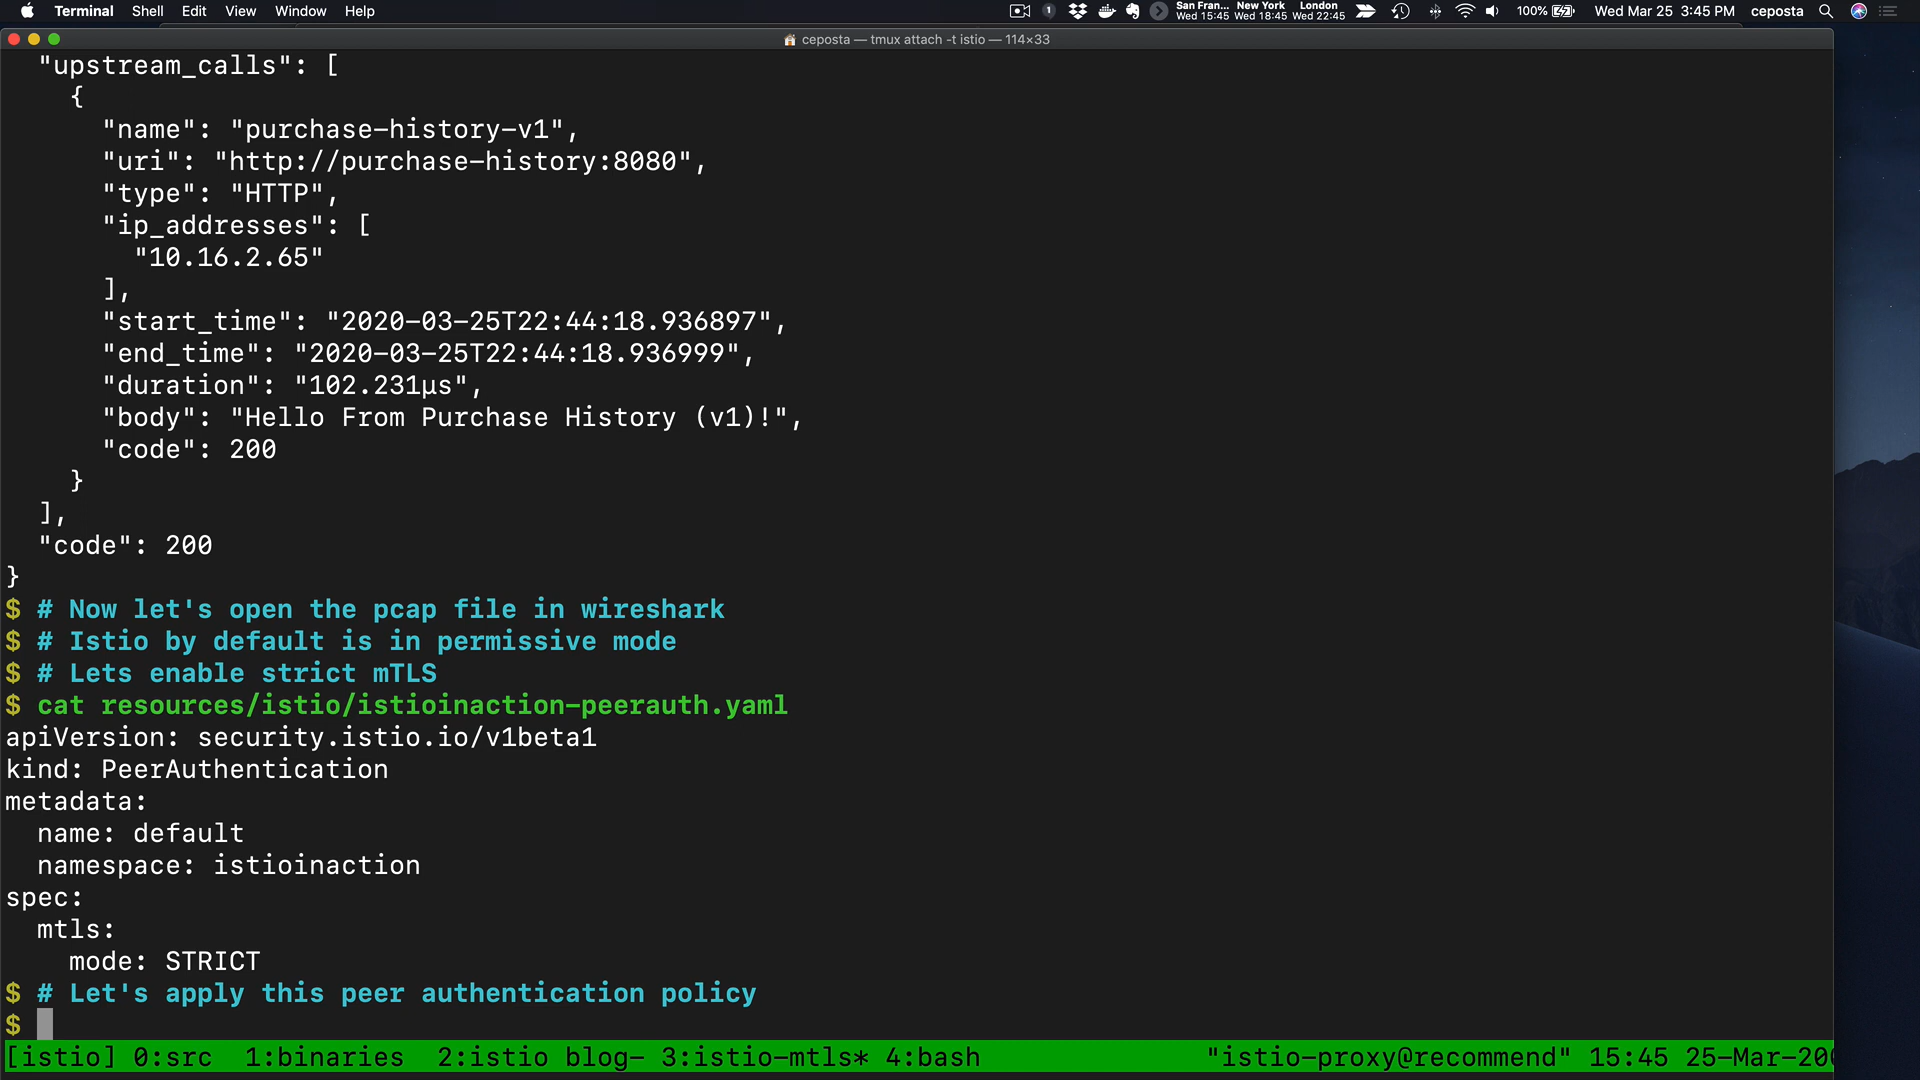 Terminal Shell Edit View Window Help 1 San Fran... Wed 15:45 New York Wed 18:45 London Wed 22:45 100% Wed Mar 25 3:45 PM ceposta
ceposta — tmux attach -t istio — 114×33
"upstream_calls": [
{
"name": "purchase-history-v1",
"uri": "http://purchase-history:8080",
"type": "HTTP",
"ip_addresses": [
"10.16.2.65"
],
"start_time": "2020-03-25T22:44:18.936897",
"end_time": "2020-03-25T22:44:18.936999",
"duration": "102.231µs",
"body": "Hello From Purchase History (v1)!",
"code": 200
}
],
"code": 200
}
$ # Now let's open the pcap file in wireshark
$ # Istio by default is in permissive mode
$ # Lets enable strict mTLS
$ cat resources/istio/istioinaction-peerauth.yaml
apiVersion: security.istio.io/v1beta1
kind: PeerAuthentication
metadata:
name: default
namespace: istioinaction
spec:
mtls:
mode: STRICT
$ # Let's apply this peer authentication policy
$
[istio] 0:src 1:binaries 2:istio blog- 3:istio-mtls* 4:bash "istio-proxy@recommend" 15:45 25-Mar-20